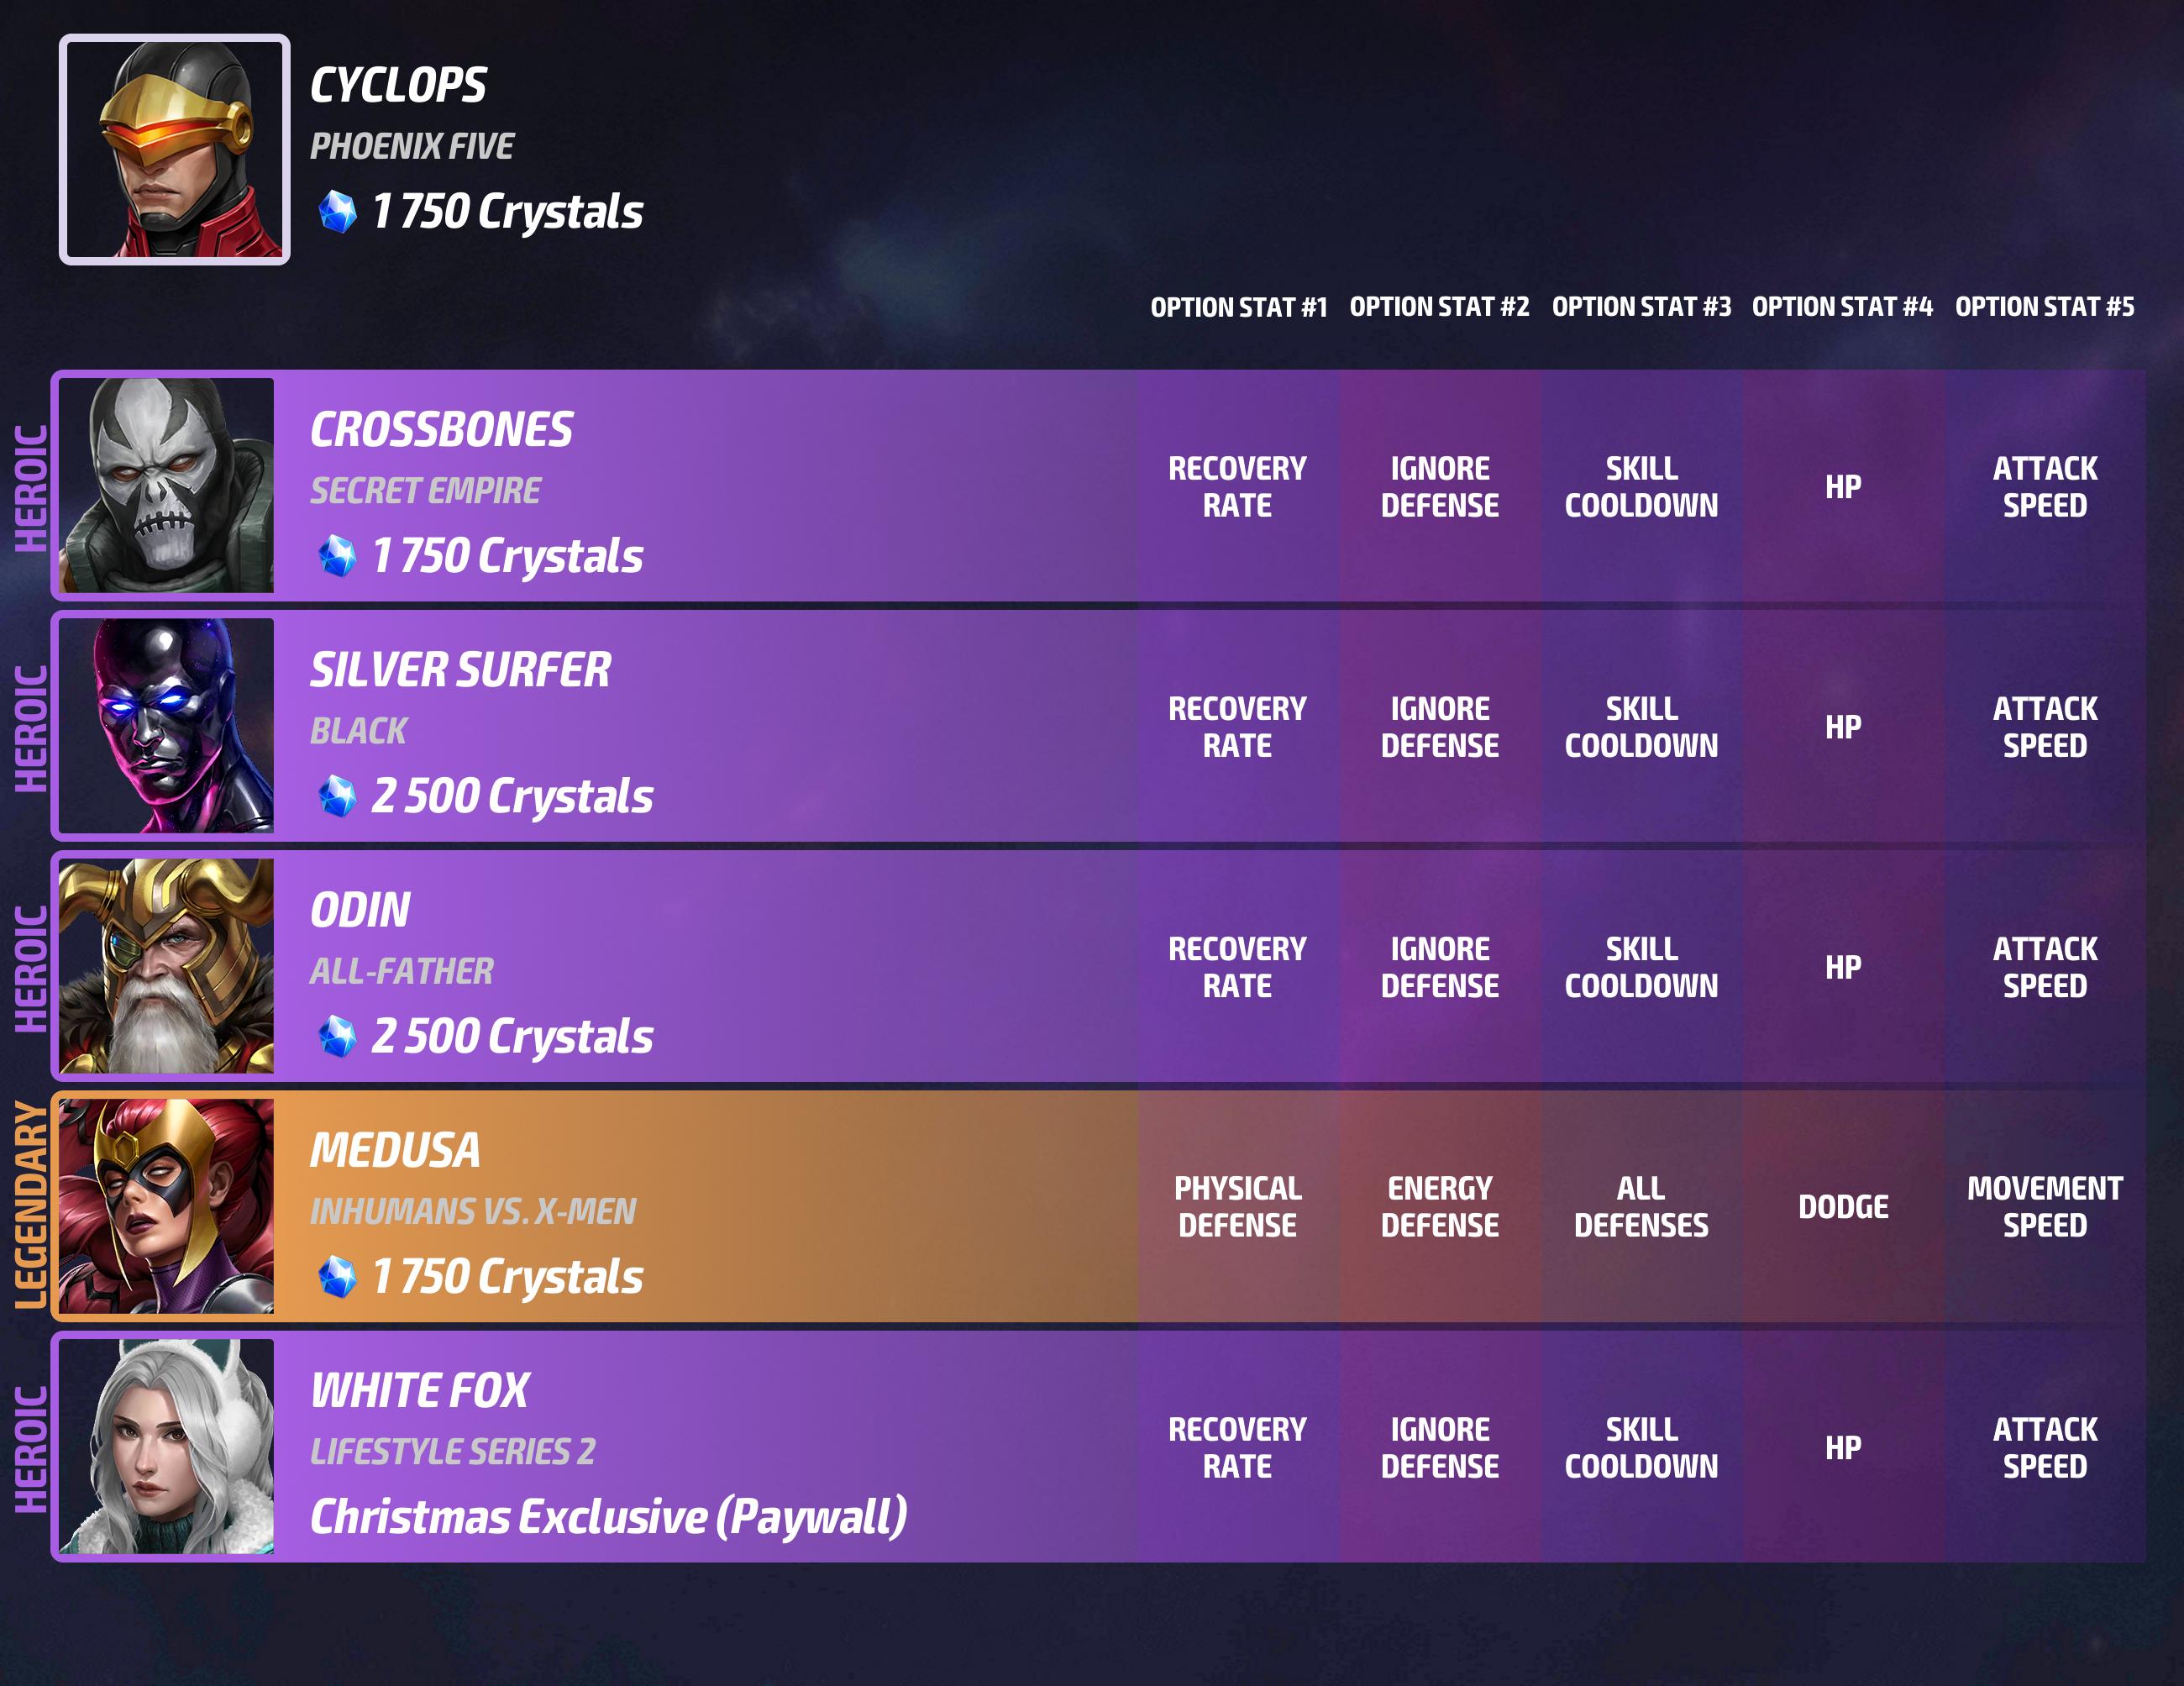 CYCLOPS
PHOENIX FIVE
1 750 Crystals
OPTION STAT #1 OPTION STAT #2 OPTION STAT #3 OPTION STAT #4 OPTION STAT #5
HEROIC
CROSSBONES
SECRET EMPIRE
1 750 Crystals
RECOVERY
RATE
IGNORE
DEFENSE
SKILL
COOLDOWN
HP
ATTACK
SPEED
HEROIC
SILVER SURFER
BLACK
2 500 Crystals
RECOVERY
RATE
IGNORE
DEFENSE
SKILL
COOLDOWN
HP
ATTACK
SPEED
HEROIC
ODIN
ALL-FATHER
2 500 Crystals
RECOVERY
RATE
IGNORE
DEFENSE
SKILL
COOLDOWN
HP
ATTACK
SPEED
LEGENDARY
MEDUSA
INHUMANS VS. X-MEN
1 750 Crystals
PHYSICAL
DEFENSE
ENERGY
DEFENSE
ALL
DEFENSES
DODGE
MOVEMENT
SPEED
HEROIC
WHITE FOX
LIFESTYLE SERIES 2
Christmas Exclusive (Paywall)
RECOVERY
RATE
IGNORE
DEFENSE
SKILL
COOLDOWN
HP
ATTACK
SPEED